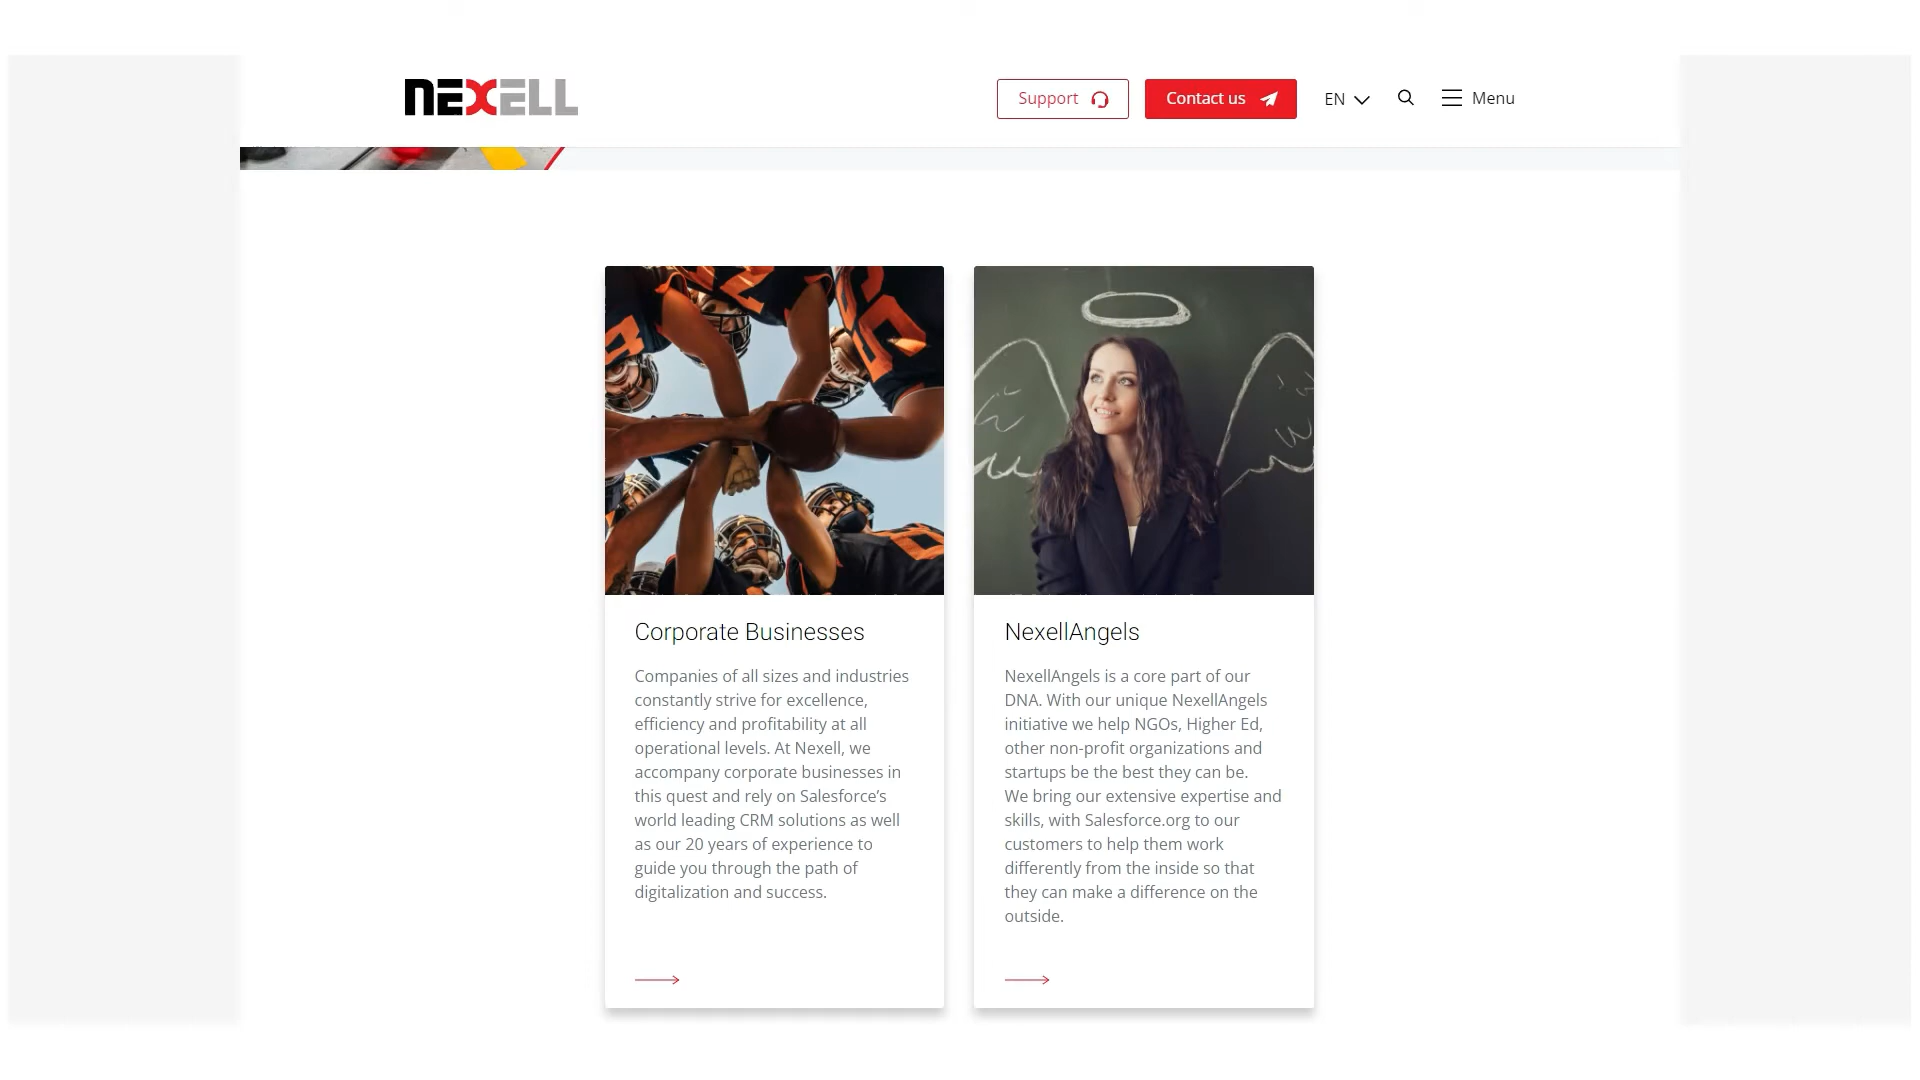 NEXELL
Support
Contact us
EN
Menu
Corporate Businesses
Companies of all sizes and industries
constantly strive for excellence,
efficiency and profitability at all
operational levels. At Nexell, we
accompany corporate businesses in
this quest and rely on Salesforce’s
world leading CRM solutions as well
as our 20 years of experience to
guide you through the path of
digitalization and success.
NexellAngels
NexellAngels is a core part of our
DNA. With our unique NexellAngels
initiative we help NGOs, Higher Ed,
other non-profit organizations and
startups be the best they can be.
We bring our extensive expertise and
skills, with Salesforce.org to our
customers to help them work
differently from the inside so that
they can make a difference on the
outside.